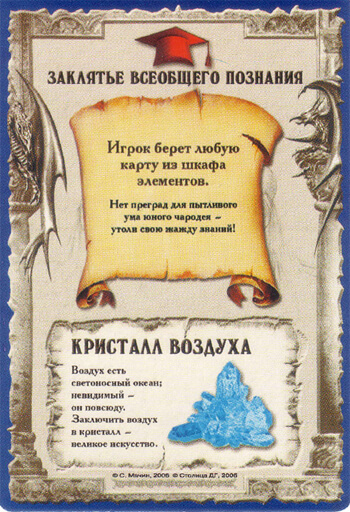 ЗАКЛЯТЬЕ ВСЕОБЩЕГО ПОЗНАНИЯ
Игрок берет любую
карту из шкафа
элементов.
Нет преград для пытливого
ума юного чародея –
утоли свою жажду знаний!
КРИСТАЛЛ ВОЗДУХА
Воздух есть
светоносный океан;
невидимый –
он повсюду.
Заключить воздух
в кристалл –
великое искусство.
© С. Мачин, 2006 © Столица ДГ, 2006